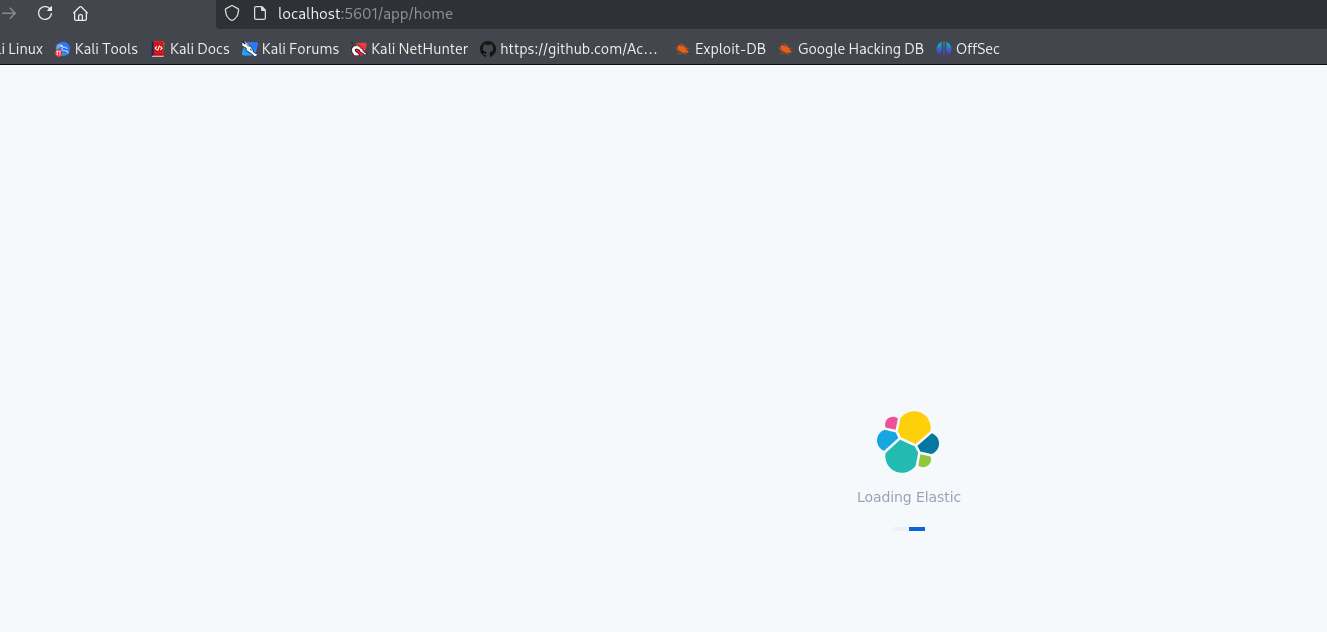 localhost:5601/app/home
i Linux Kali Tools Kali Docs Kali Forums Kali NetHunter https://github.com/Ac... Exploit-DB Google Hacking DB OffSec
Loading Elastic